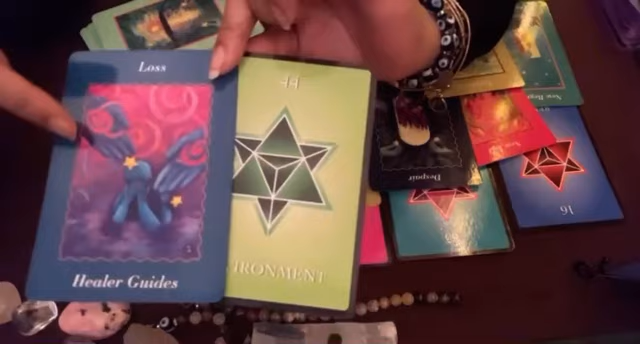 Loss
Healer Guides
44
IRONMENT
Despair
16